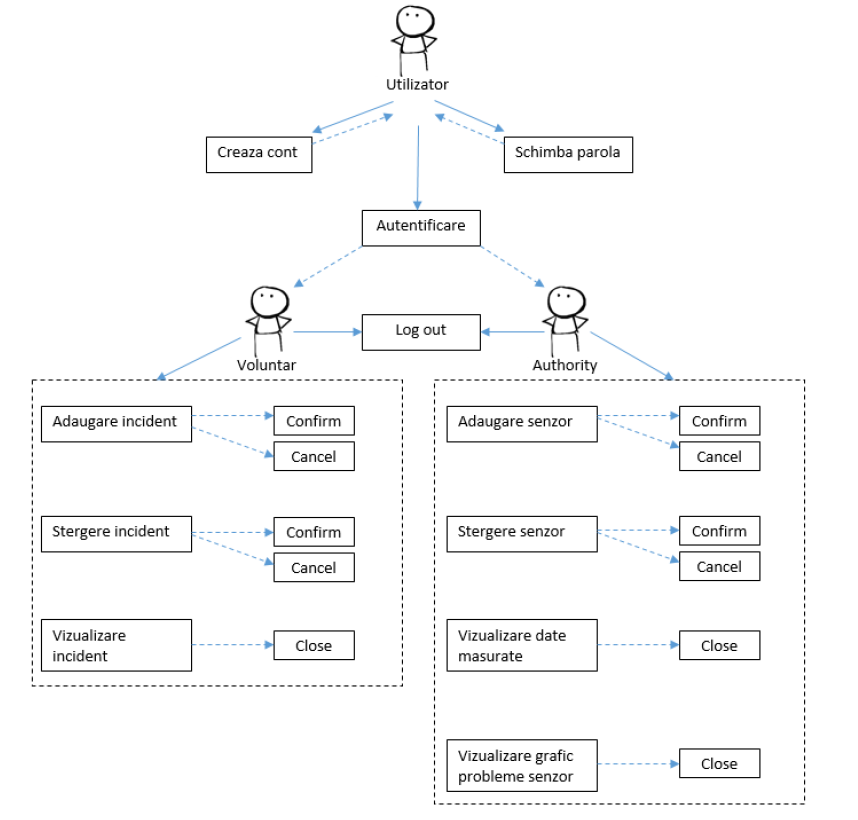 Utilizator
Creaza cont
Schimba parola
Autentificare
Log out
Voluntar
Authority
Adaugare incident
Confirm
Cancel
Stergere incident
Confirm
Cancel
Vizualizare
incident
Close
Adaugare senzor
Confirm
Cancel
Stergere senzor
Confirm
Cancel
Vizualizare date
masurate
Close
Vizualizare grafic
probleme senzor
Close